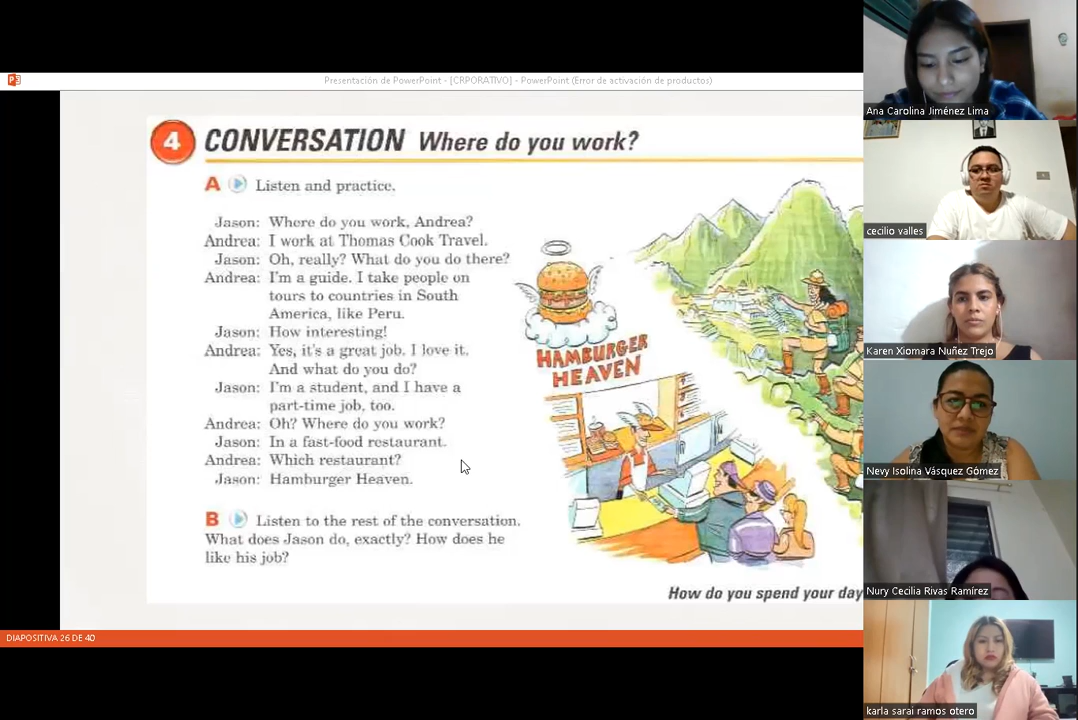 Presentación de PowerPoint - [CRPORATIVO] - PowerPoint (Error de activación de productos)
4 CONVERSATION Where do you work?
A Listen and practice.
Jason: Where do you work, Andrea?
Andrea: I work at Thomas Cook Travel.
Jason: Oh, really? What do you do there?
Andrea: I'm a guide. I take people on
tours to countries in South
America, like Peru.
Jason: How interesting!
Andrea: Yes, it's a great job. I love it.
And what do you do?
Jason: I'm a student, and I have a
part-time job, too.
Andrea: Oh? Where do you work?
Jason: In a fast-food restaurant.
Andrea: Which restaurant?
Jason: Hamburger Heaven.
B Listen to the rest of the conversation.
What does Jason do, exactly? How does he
like his job?
HAMBURGER
HEAVEN
How do you spend your day
DIAPOSITIVA 26 DE 40
Ana Carolina Jiménez Lima
cecilio valles
Karen Xiomara Nuñez Trejo
Nevy Isolina Vásquez Gómez
Nury Cecilia Rivas Ramírez
karla sarai ramos otero